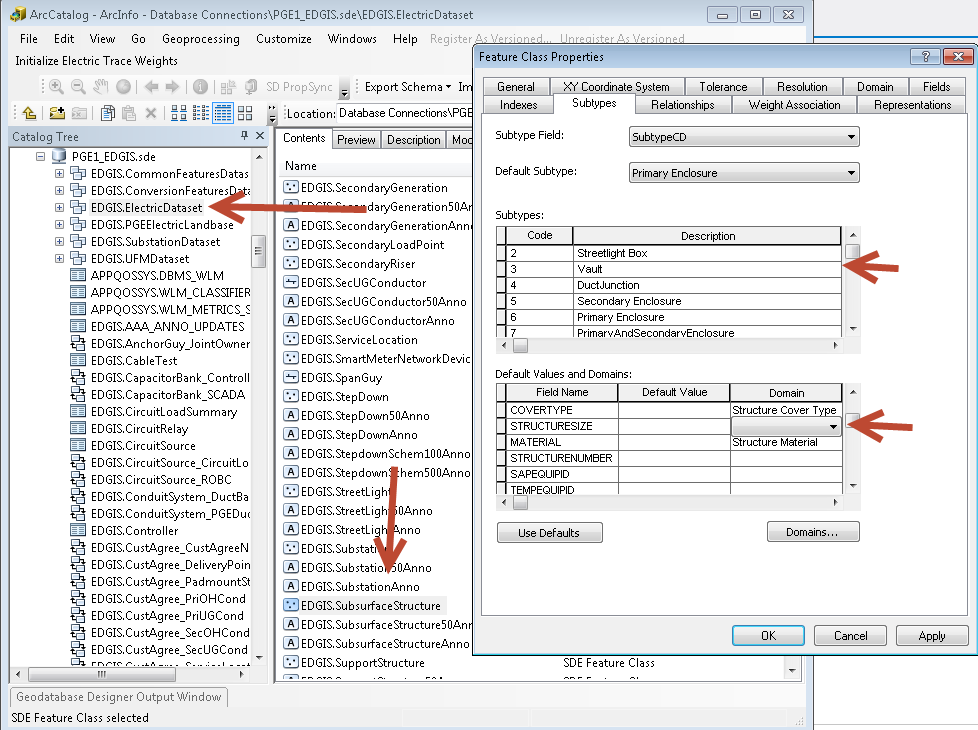 ArcCatalog - ArcInfo - Database Connections\PGE1_EDGIS.sde\EDGIS.ElectricDataset
File Edit View Go Geoprocessing Customize Windows Help Register As Versioned... Unregister As Versioned
Initialize Electric Trace Weights
SD PropSync Export Schema Im
Location: Database Connections\PGE
Catalog Tree
PGE1_EDGIS.sde
EDGIS.CommonFeaturesDatas
EDGIS.ConversionFeaturesData
EDGIS.ElectricDataset
EDGIS.PGEElectricLandbase
EDGIS.SubstationDataset
EDGIS.UFMDataset
APPQOSSYS.DBMS_WLM
APPQOSSYS.WLM_CLASSIFIER
APPQOSSYS.WLM_METRICS_S
EDGIS.AAA_ANNO_UPDATES
EDGIS.AnchorGuy_JointOwner
EDGIS.CableTest
EDGIS.CapacitorBank_Controll
EDGIS.CapacitorBank_SCADA
EDGIS.CircuitLoadSummary
EDGIS.CircuitRelay
EDGIS.CircuitSource
EDGIS.CircuitSource_CircuitLo
EDGIS.CircuitSource_ROBC
EDGIS.ConduitSystem_DuctBa
EDGIS.ConduitSystem_PGEDuc
EDGIS.Controller
EDGIS.CustAgree_CustAgreeN
EDGIS.CustAgree_DeliveryPoin
EDGIS.CustAgree_PadmountSt
EDGIS.CustAgree_PriOHCond
EDGIS.CustAgree_PriUGCond
EDGIS.CustAgree_SecOHCond
EDGIS.CustAgree_SecUGCond
EDGIS.CustAgree_ServiceLocat
Contents Preview Description Mod
Name
EDGIS.SecondaryGeneration
EDGIS.SecondaryGeneration50An
EDGIS.SecondaryGenerationAnno
EDGIS.SecondaryLoadPoint
EDGIS.SecondaryRiser
EDGIS.SecUGConductor
EDGIS.SecUGConductor50Anno
EDGIS.SecUGConductorAnno
EDGIS.ServiceLocation
EDGIS.SmartMeterNetworkDevic
EDGIS.SpanGuy
EDGIS.StepDown
EDGIS.StepDown50Anno
EDGIS.StepDownAnno
EDGIS.StepdownSchem100Anno
EDGIS.StepdownSchem500Anno
EDGIS.StreetLight
EDGIS.StreetLight50Anno
EDGIS.StreetLightAnno
EDGIS.Substation
EDGIS.Substation50Anno
EDGIS.SubstationAnno
EDGIS.SubsurfaceStructure
EDGIS.SubsurfaceStructure50Ann
EDGIS.SubsurfaceStructureAnno
EDGIS.SupportStructure SDE Feature Class
Geodatabase Designer Output Window
SDE Feature Class selected
Feature Class Properties
General XY Coordinate System Tolerance Resolution Domain Fields
Indexes Subtypes Relationships Weight Association Representations
Subtype Field: SubtypeCD
Default Subtype: Primary Enclosure
Subtypes:
Code Description
2 Streetlight Box
3 Vault
4 DuctJunction
5 Secondary Enclosure
6 Primary Enclosure
7 PrimaryAndSecondaryEnclosure
Default Values and Domains:
Field Name Default Value Domain
COVERTYPE Structure Cover Type
STRUCTURESIZE
MATERIAL Structure Material
STRUCTURENUMBER
SAPEQUIPID
TEMPEQUIPID
Use Defaults Domains...
OK Cancel Apply